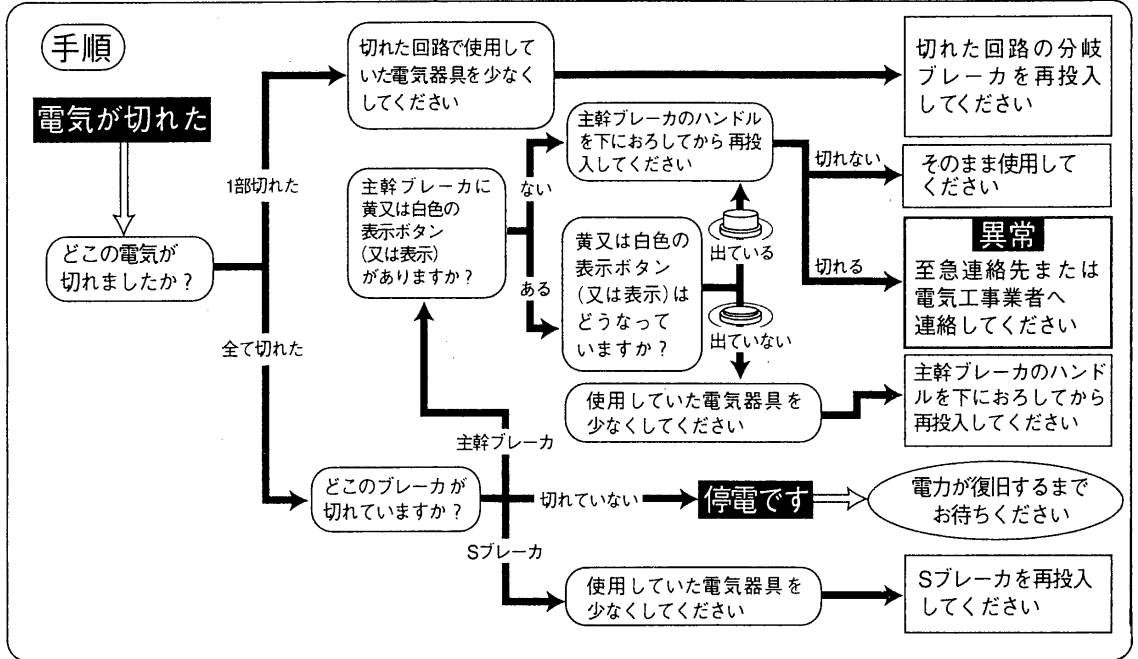 手順
電気が切れた
どこの電気が
切れましたか？
1部切れた
全て切れた
切れた回路で使用して
いた電気器具を少なく
してください
切れた回路の分岐
ブレーカを再投入
してください
主幹ブレーカに
黄又は白色の
表示ボタン
(又は表示)
がありますか？
ない
ある
主幹ブレーカのハンドル
を下におろしてから再投
入してください
切れない
そのまま使用して
ください
切れる
異常
至急連絡先または
電気工事業者へ
連絡してください
黄又は白色の
表示ボタン
(又は表示)は
どうなって
いますか？
出ている
出ていない
使用していた電気器具を
少なくしてください
主幹ブレーカのハンド
ルを下におろしてから
再投入してください
どこのブレーカが
切れていますか？
主幹ブレーカ
切れていない
停電です
電力が復旧するまで
お待ちください
Sブレーカ
使用していた電気器具を
少なくしてください
Sブレーカを再投入
してください